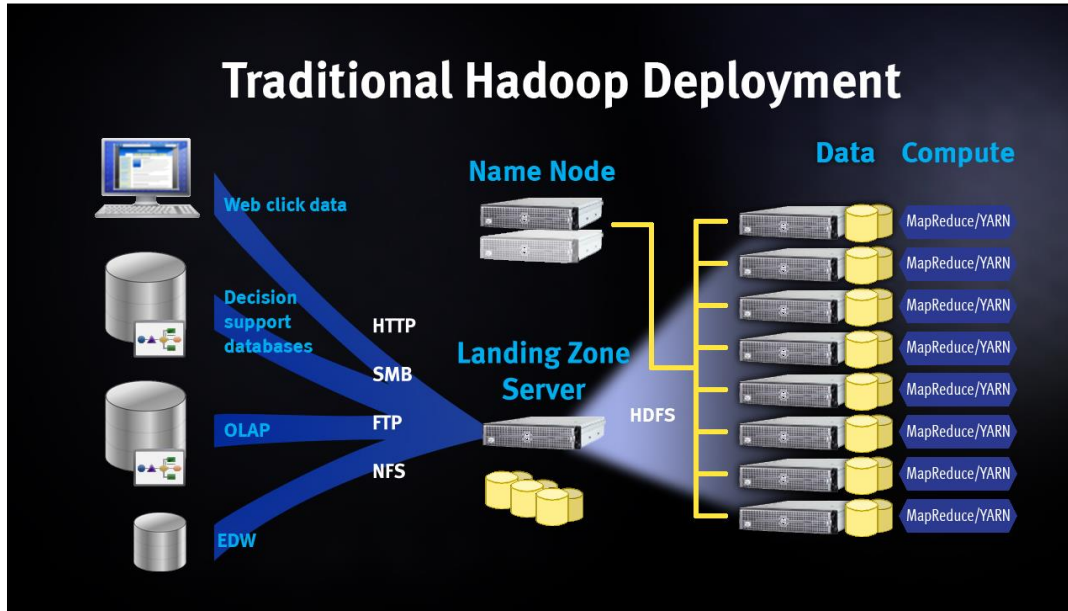 Traditional Hadoop Deployment
Web click data
Decision
support
databases
OLAP
EDW
HTTP
SMB
FTP
NFS
Name Node
Landing Zone
Server
HDFS
Data
Compute
MapReduce/YARN
MapReduce/YARN
MapReduce/YARN
MapReduce/YARN
MapReduce/YARN
MapReduce/YARN
MapReduce/YARN
MapReduce/YARN